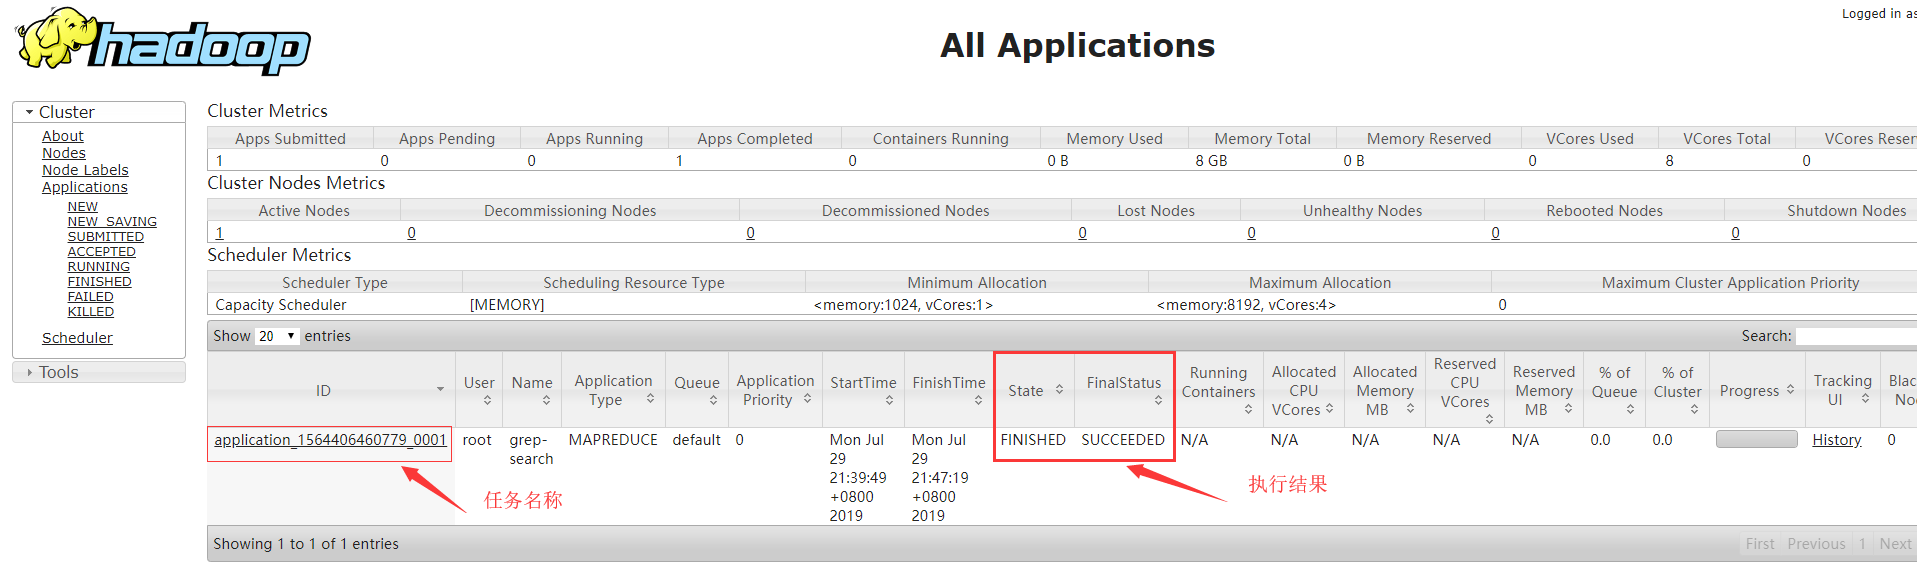 Logged in as
hadoop
All Applications
Cluster
About
Nodes
Node Labels
Applications
NEW
NEW_SAVING
SUBMITTED
ACCEPTED
RUNNING
FINISHED
FAILED
KILLED
Scheduler
Tools
Cluster Metrics
Apps Submitted Apps Pending Apps Running Apps Completed Containers Running Memory Used Memory Total Memory Reserved VCores Used VCores Total VCores Reser
1 0 0 1 0 0 B 8 GB 0 B 0 8 0
Cluster Nodes Metrics
Active Nodes Decommissioning Nodes Decommissioned Nodes Lost Nodes Unhealthy Nodes Rebooted Nodes Shutdown Nodes
1 0 0 0 0 0 0
Scheduler Metrics
Scheduler Type Scheduling Resource Type Minimum Allocation Maximum Allocation Maximum Cluster Application Priority
Capacity Scheduler [MEMORY] <memory:1024, vCores:1> <memory:8192, vCores:4> 0
Show 20 entries Search:
ID User Name Application Type Queue Application Priority StartTime FinishTime State FinalStatus Running Containers Allocated CPU VCores Allocated Memory MB Reserved CPU VCores Reserved Memory MB % of Queue % of Cluster Progress Tracking UI Blac No
application_1564406460779_0001 root grep-search MAPREDUCE default 0 Mon Jul 29 21:39:49 +0800 2019 Mon Jul 29 21:47:19 +0800 2019 FINISHED SUCCEEDED N/A N/A N/A N/A N/A 0.0 0.0 History 0
任务名称
执行结果
Showing 1 to 1 of 1 entries First Previous 1 Next